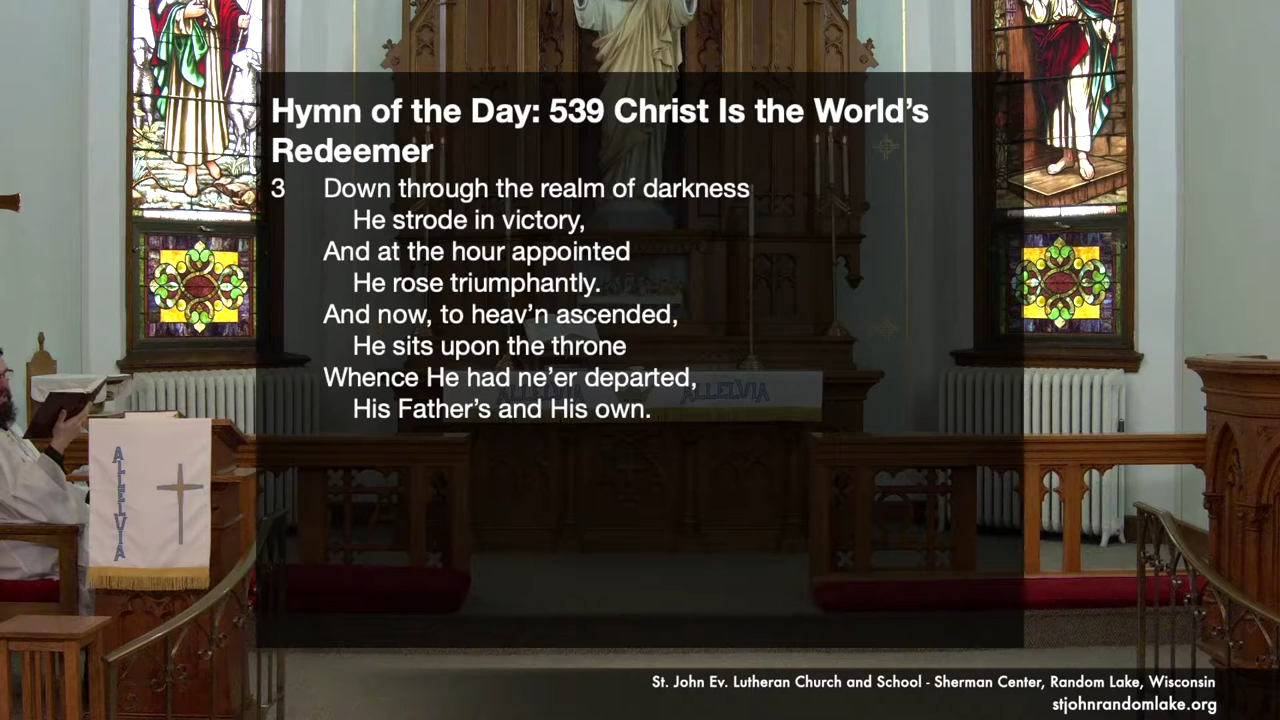 Hymn of the Day: 539 Christ Is the World’s
Redeemer
3 Down through the realm of darkness
He strode in victory,
And at the hour appointed
He rose triumphantly.
And now, to heav’n ascended,
He sits upon the throne
Whence He had ne’er departed,
His Father’s and His own.
ALLELVIA
ALLELVIA
ALLELVIA
St. John Ev. Lutheran Church and School - Sherman Center, Random Lake, Wisconsin
stjohnrandomlake.org